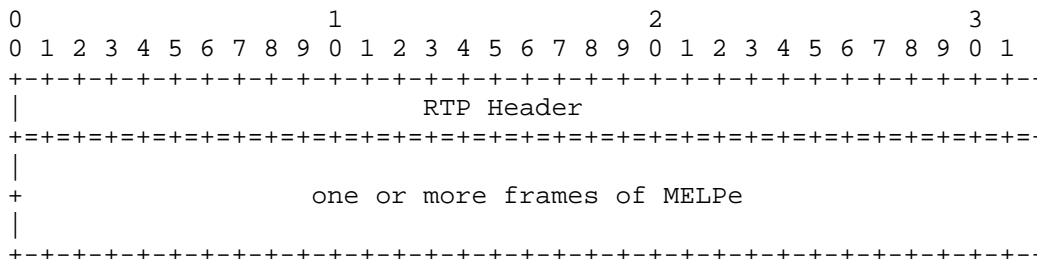 0                   1                   2                   3
0 1 2 3 4 5 6 7 8 9 0 1 2 3 4 5 6 7 8 9 0 1 2 3 4 5 6 7 8 9 0 1
+-+-+-+-+-+-+-+-+-+-+-+-+-+-+-+-+-+-+-+-+-+-+-+-+-+-+-+-+-+-+-+-
|                         RTP Header
+=+=+=+=+=+=+=+=+=+=+=+=+=+=+=+=+=+=+=+=+=+=+=+=+=+=+=+=+=+=+=+=
|
+                  one or more frames of MELPe
|
+-+-+-+-+-+-+-+-+-+-+-+-+-+-+-+-+-+-+-+-+-+-+-+-+-+-+-+-+-+-+-+-